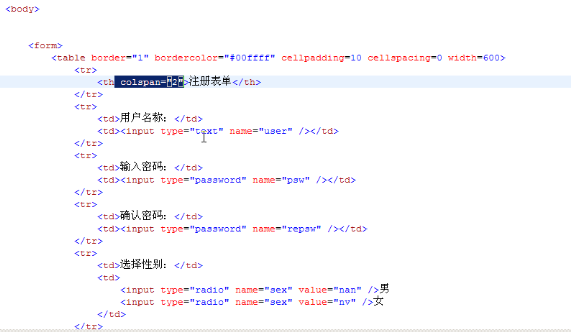 <body>
<form>
<table border="1" bordercolor="#00ffff" cellpadding=10 cellspacing=0 width=600>
<tr>
<th colspan="2">注册表单</th>
</tr>
<tr>
<td>用户名称：</td>
<td><input type="text" name="user" /></td>
</tr>
<tr>
<td>输入密码：</td>
<td><input type="password" name="psw" /></td>
</tr>
<tr>
<td>确认密码：</td>
<td><input type="password" name="repsw" /></td>
</tr>
<tr>
<td>选择性别：</td>
<td>
<input type="radio" name="sex" value="nan" />男
<input type="radio" name="sex" value="nv" />女
</td>
</tr>